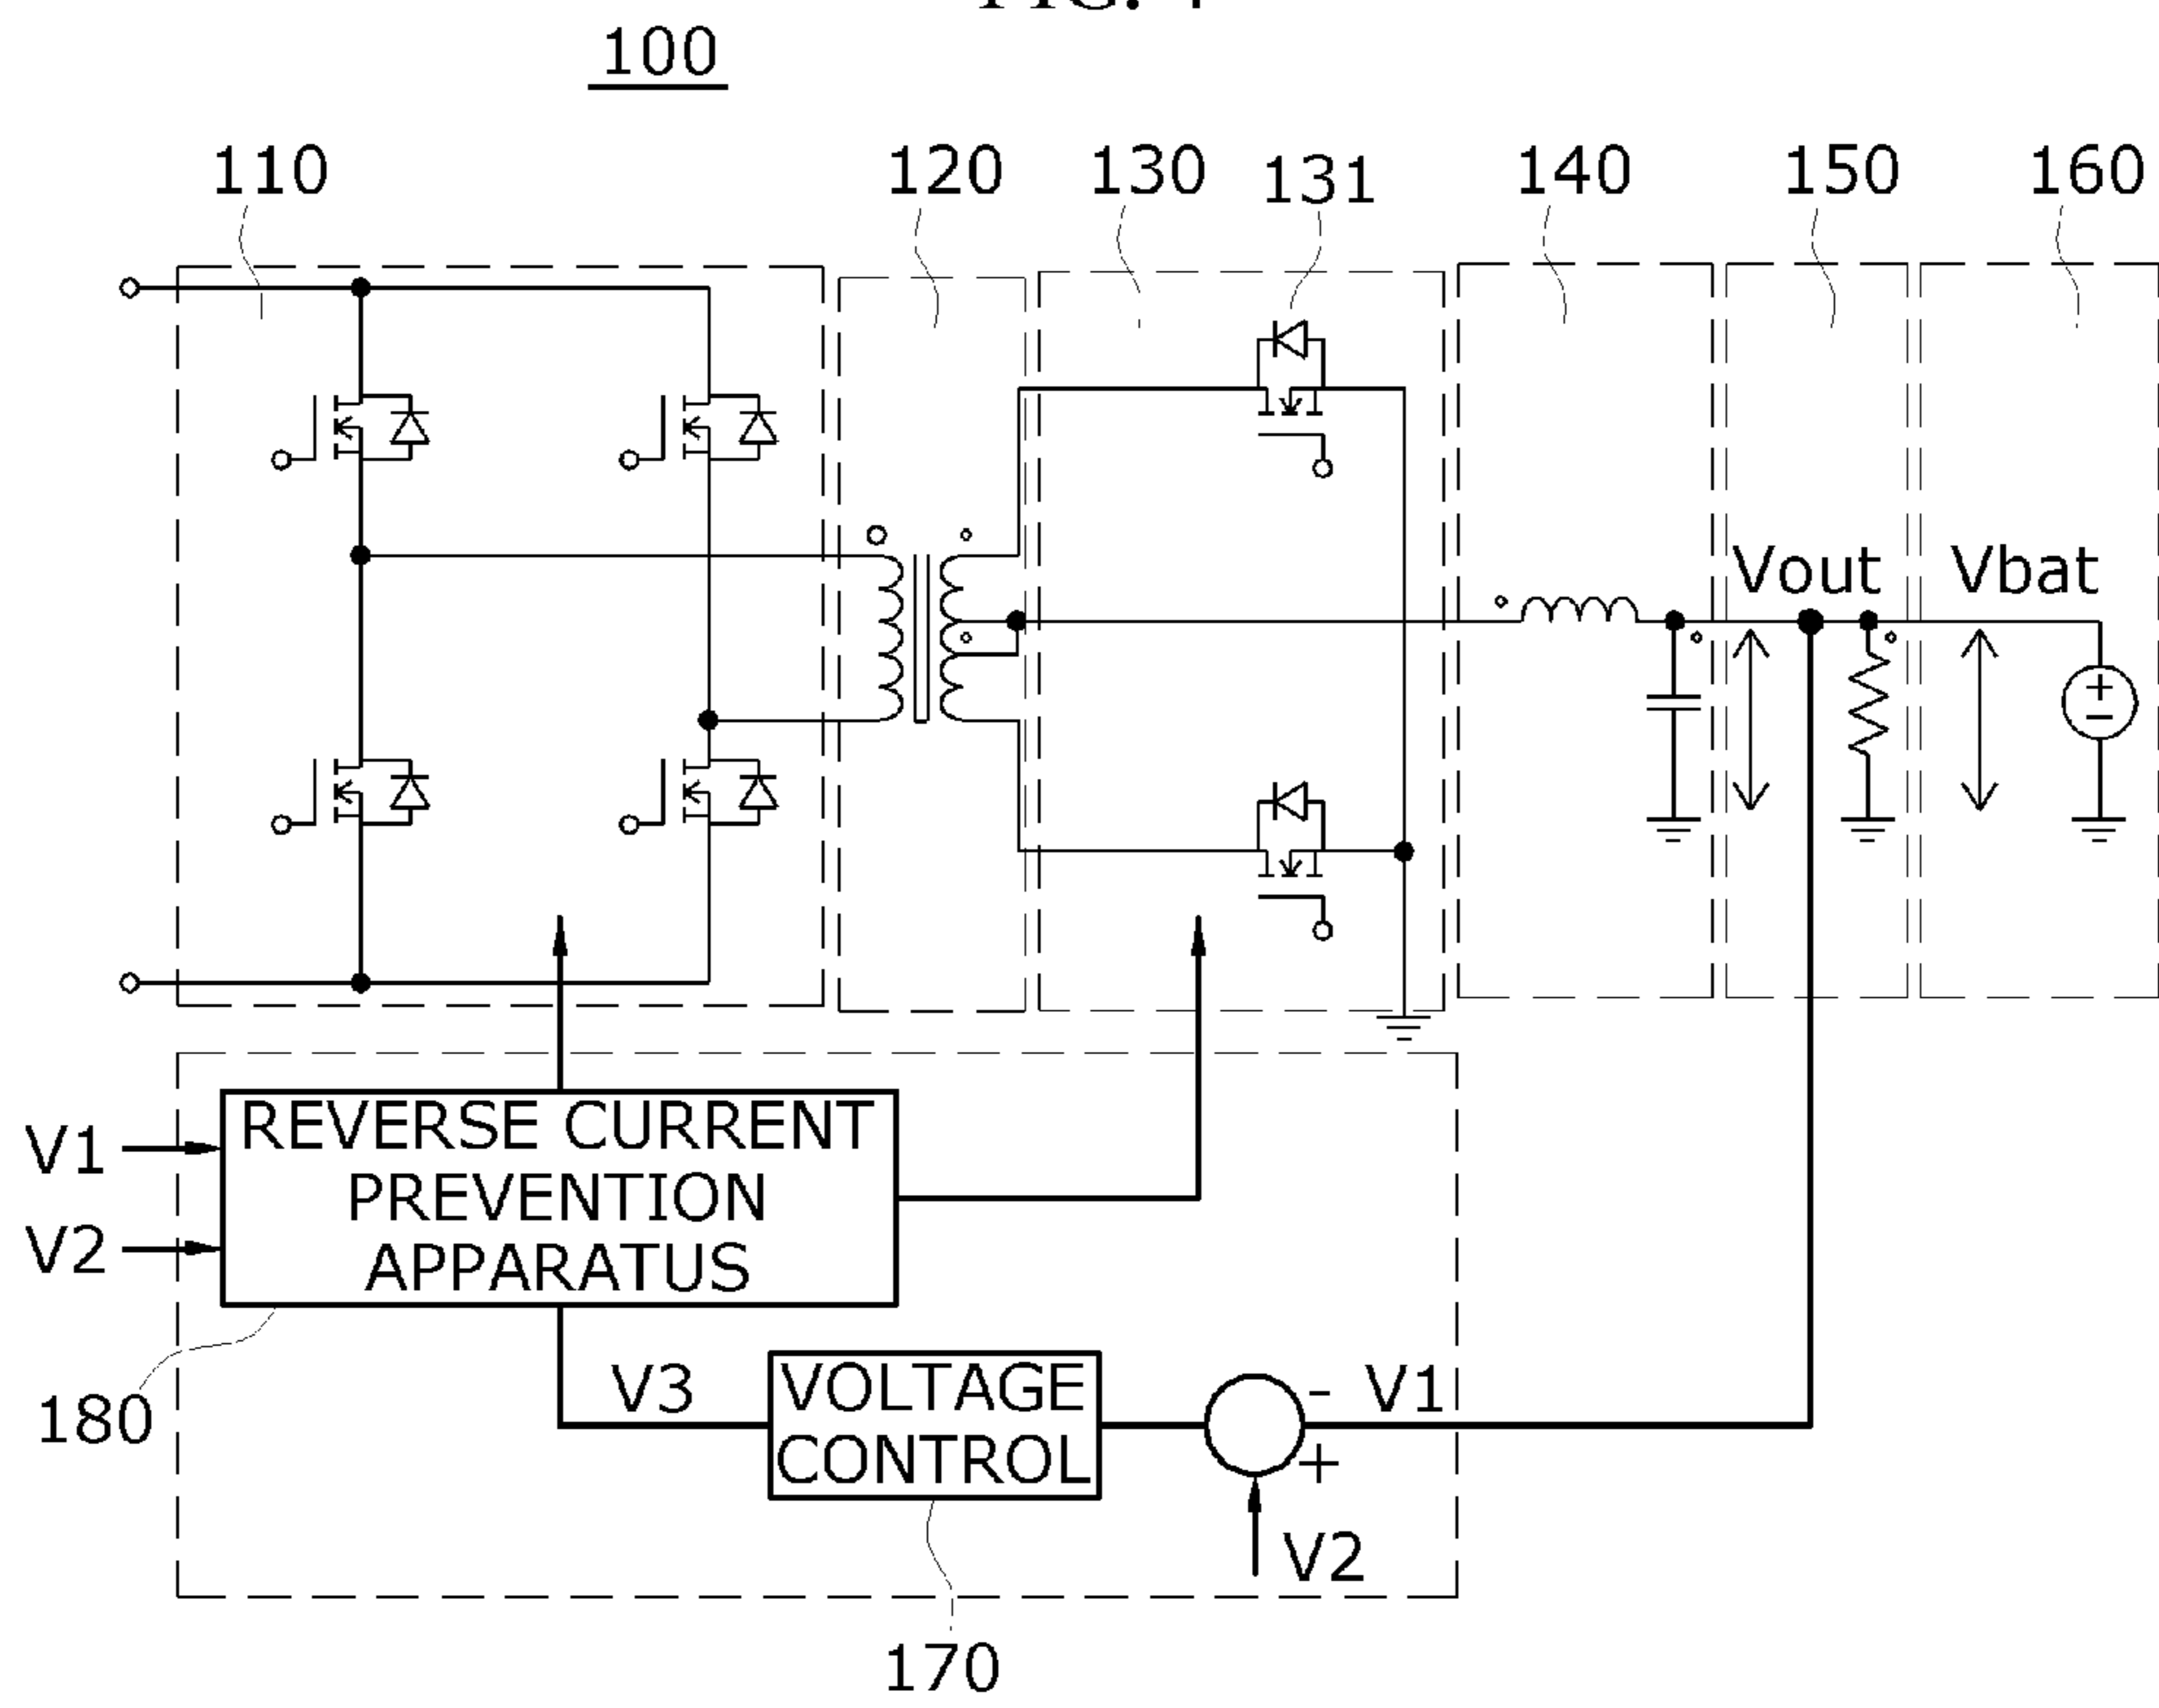 100
110
120
130
131
140
150
160
Vout
Vbat
+
−
REVERSE CURRENT
PREVENTION
APPARATUS
V1
V2
180
V3
VOLTAGE
CONTROL
-
V1
+
V2
170